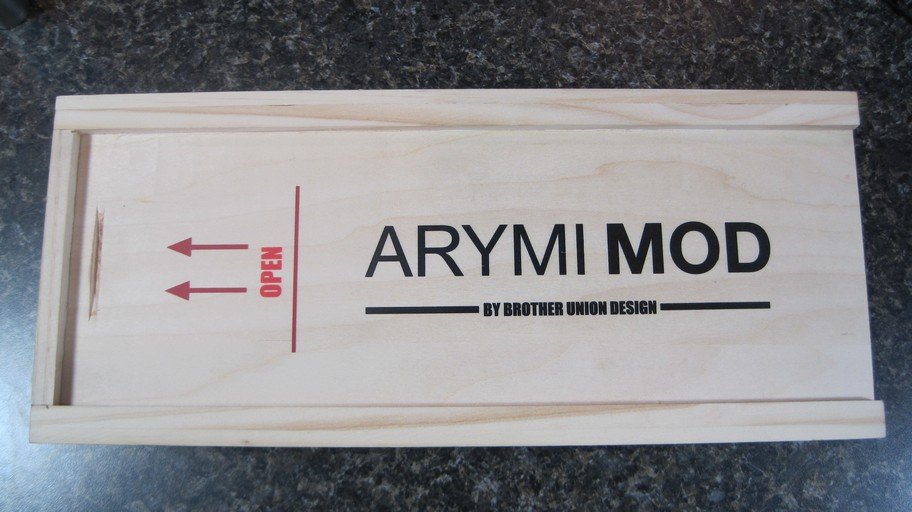 OPEN
ARYMI MOD
BY BROTHER UNION DESIGN